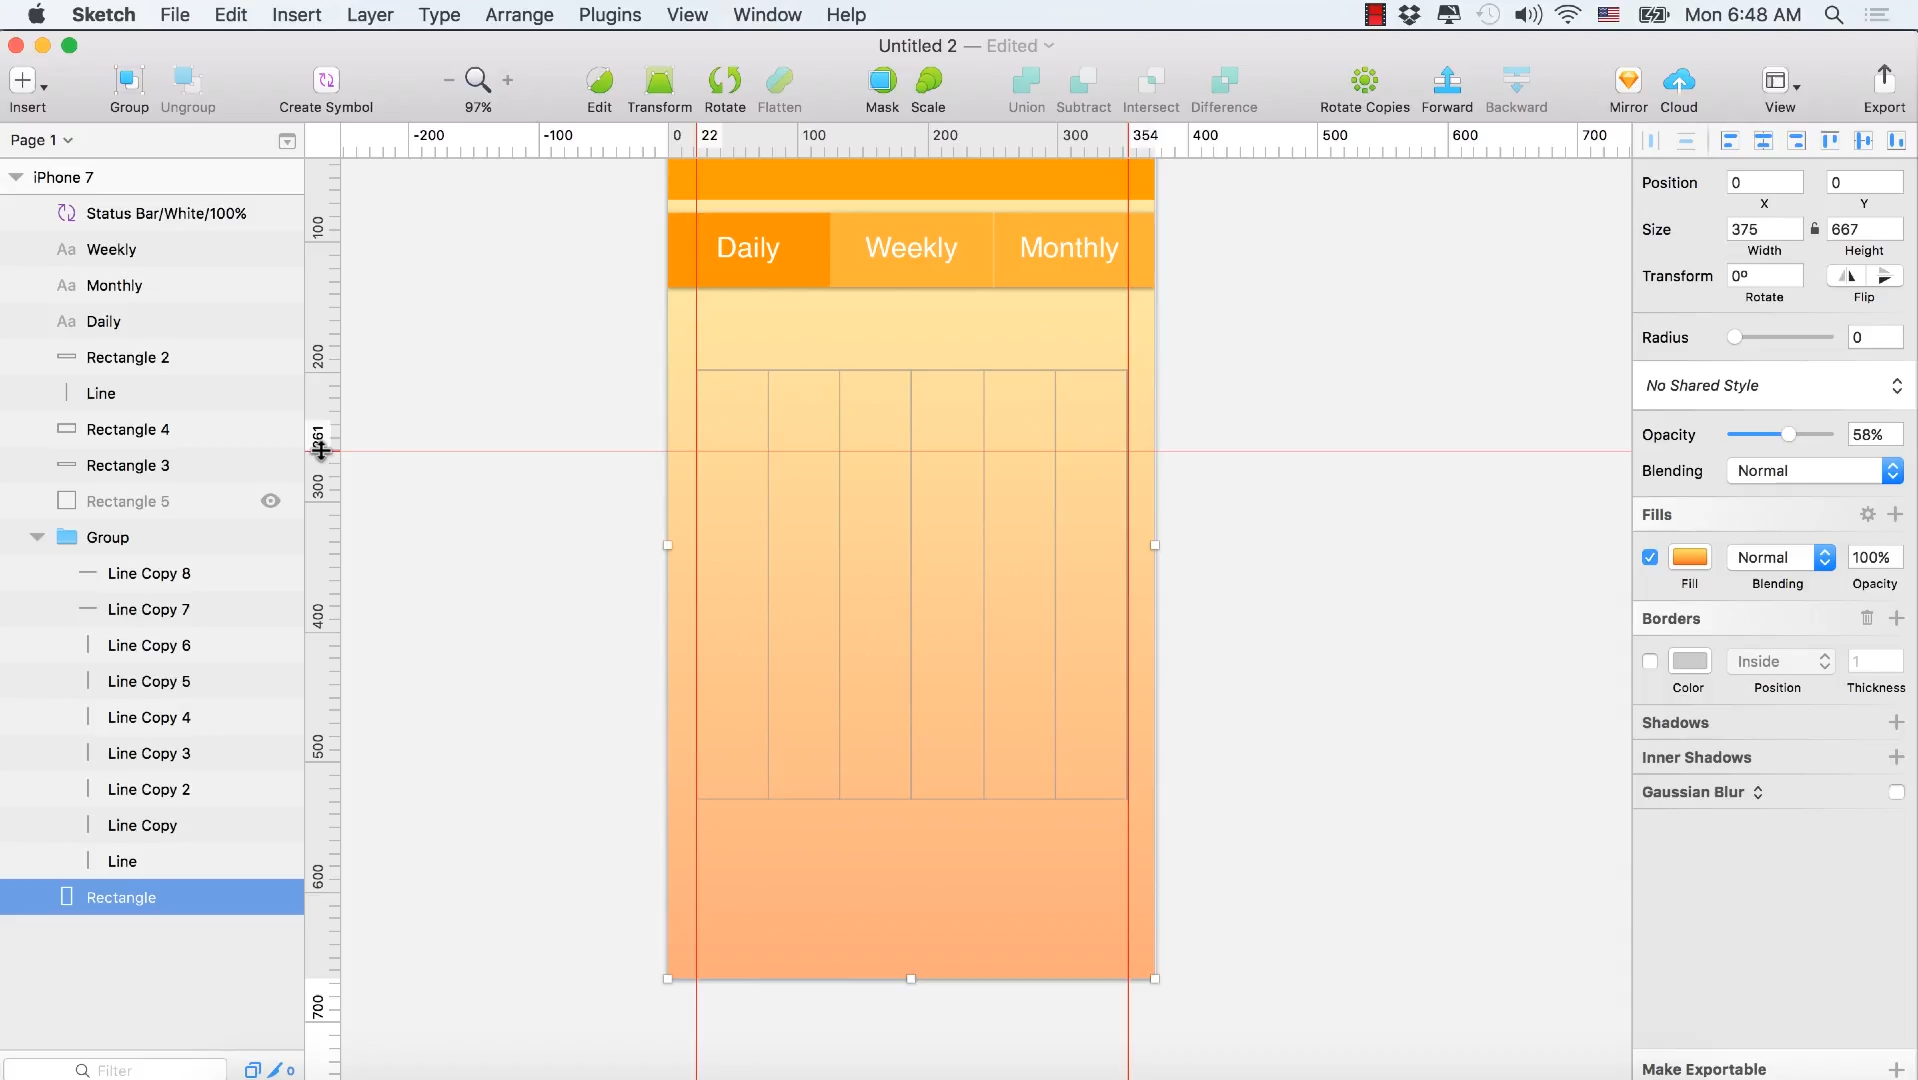 Sketch File Edit Insert Layer Type Arrange Plugins View Window Help Mon 6:48 AM
Untitled 2 — Edited
Insert Group Ungroup Create Symbol 97% Edit Transform Rotate Flatten Mask Scale Union Subtract Intersect Difference Rotate Copies Forward Backward Mirror Cloud View Export
Page 1
-200 -100 0 22 100 200 300 354 400 500 600 700
iPhone 7
Status Bar/White/100%
Weekly
Monthly
Daily
Rectangle 2
Line
Rectangle 4
Rectangle 3
Rectangle 5
Group
Line Copy 8
Line Copy 7
Line Copy 6
Line Copy 5
Line Copy 4
Line Copy 3
Line Copy 2
Line Copy
Line
Rectangle
Filter 0
100
200
261
300
400
500
600
700
Daily Weekly Monthly
Position 0 0
X Y
Size 375 667
Width Height
Transform 0º
Rotate Flip
Radius 0
No Shared Style
Opacity 58%
Blending Normal
Fills
Normal 100%
Fill Blending Opacity
Borders
Inside 1
Color Position Thickness
Shadows
Inner Shadows
Gaussian Blur
Make Exportable